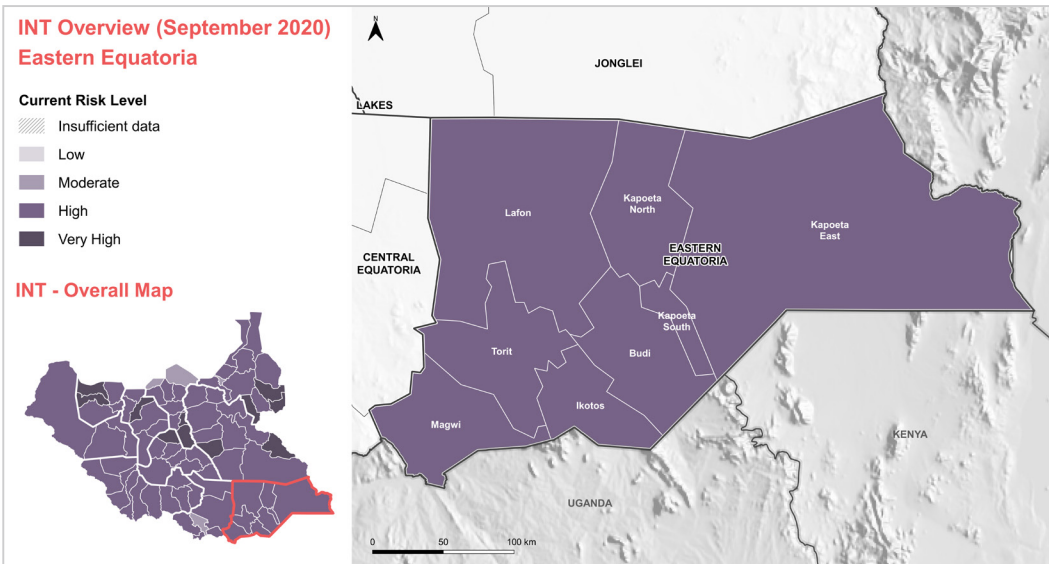 INT Overview (September 2020)
Eastern Equatoria
Current Risk Level
Insufficient data
Low
Moderate
High
Very High
INT - Overall Map
N
JONGLEI
LAKES
Lafon
Kapoeta
North
Kapoeta
East
CENTRAL
EQUATORIA
EASTERN
EQUATORIA
Kapoeta
South
Torit
Budi
Ikotos
Magwi
KENYA
UGANDA
0 50 100 km